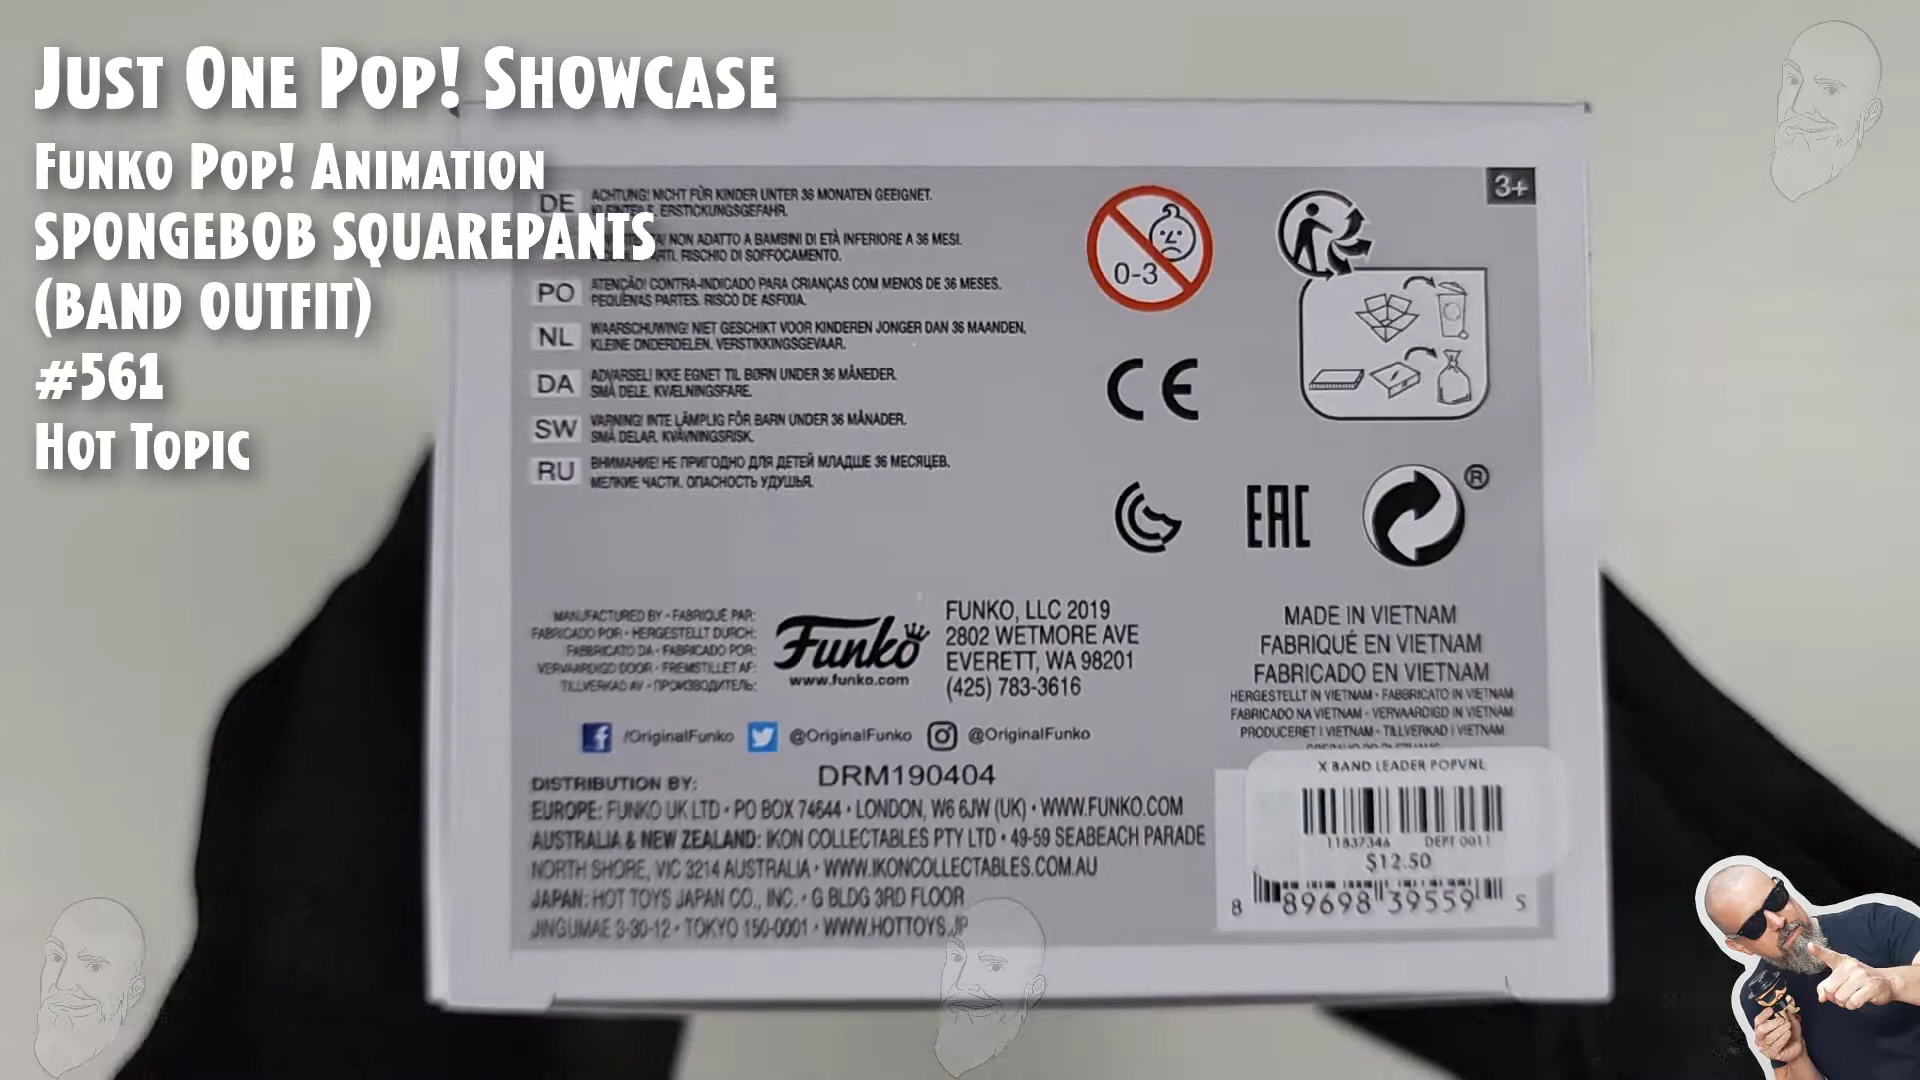 JUST ONE POP! SHOWCASE
FUNKO POP! ANIMATION
SPONGEBOB SQUAREPANTS
(BAND OUTFIT)
#561
HOT TOPIC
3+
DE ACHTUNG! NICHT FÜR KINDER UNTER 36 MONATEN GEEIGNET.
ERSTICKUNGSGEFAHR.
NON ADATTO A BAMBINI DI ETÀ INFERIORE A 36 MESI.
RISCHIO DI SOFFOCAMENTO.
PO ATENÇÃO! CONTRA-INDICADO PARA CRIANÇAS COM MENOS DE 36 MESES.
PEQUENAS PARTES. RISCO DE ASFIXIA.
NL WAARSCHUWING! NIET GESCHIKT VOOR KINDEREN JONGER DAN 36 MAANDEN.
KLEINE ONDERDELEN. VERSTIKKINGSGEVAAR.
DA ADVARSEL! IKKE EGNET TIL BØRN UNDER 36 MÅNEDER.
SMÅ DELE. KVÆLNINGSFARE.
SW VARNING! INTE LÄMPLIG FÖR BARN UNDER 36 MÅNADER.
SMÅ DELAR. KVÄVNINGSRISK.
RU ВНИМАНИЕ! НЕ ПРИГОДНО ДЛЯ ДЕТЕЙ МЛАДШЕ 36 МЕСЯЦЕВ.
МЕЛКИЕ ЧАСТИ. ОПАСНОСТЬ УДУШЬЯ.
0-3
CE
EAC
®
MANUFACTURED BY • FABRIQUÉ PAR:
FABRICADO POR • HERGESTELLT DURCH:
FABBRICATO DA • FABRICADO POR:
VERVAARDIGD DOOR • FREMSTILLET AF:
TILLVERKAD AV • ПРОИЗВОДИТЕЛЬ:
Funko
www.funko.com
FUNKO, LLC 2019
2802 WETMORE AVE
EVERETT, WA 98201
(425) 783-3616
MADE IN VIETNAM
FABRIQUÉ EN VIETNAM
FABRICADO EN VIETNAM
HERGESTELLT IN VIETNAM • FABBRICATO IN VIETNAM
FABRICADO NA VIETNAM • VERVAARDIGD IN VIETNAM
PRODUCERET I VIETNAM • TILLVERKAD I VIETNAM
/OriginalFunko @OriginalFunko @OriginalFunko
DRM190404
DISTRIBUTION BY:
EUROPE: FUNKO UK LTD • PO BOX 74644 • LONDON, W6 6JW (UK) • WWW.FUNKO.COM
AUSTRALIA & NEW ZEALAND: IKON COLLECTABLES PTY LTD • 49-59 SEABEACH PARADE
NORTH SHORE, VIC 3214 AUSTRALIA • WWW.IKONCOLLECTABLES.COM.AU
JAPAN: HOT TOYS JAPAN CO., INC. • G BLDG 3RD FLOOR
JINGUMAE 3-30-12 • TOKYO 150-0001 • WWW.HOTTOYS.JP
X BAND LEADER POPVNL
11837346 DEPT 0011
$12.50
8 89698 39559 5